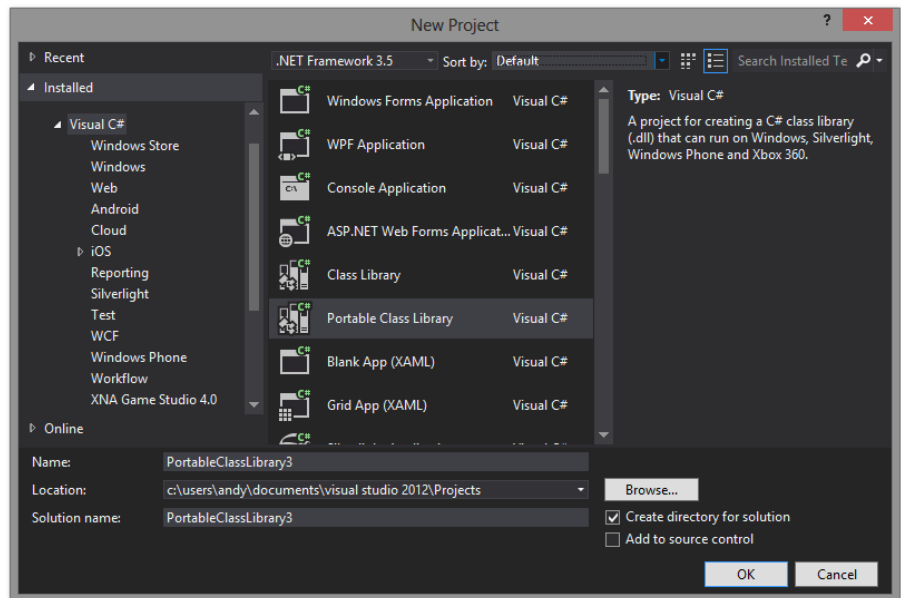 New Project
? ×
Recent
.NET Framework 3.5 Sort by: Default Search Installed Te
Installed
Visual C#
Windows Store
Windows
Web
Android
Cloud
iOS
Reporting
Silverlight
Test
WCF
Windows Phone
Workflow
XNA Game Studio 4.0
Online
C# Windows Forms Application Visual C#
C# WPF Application Visual C#
C# C:\ Console Application Visual C#
C# ASP.NET Web Forms Applicat... Visual C#
C# Class Library Visual C#
C# Portable Class Library Visual C#
C# Blank App (XAML) Visual C#
C# Grid App (XAML) Visual C#
C#
Type: Visual C#
A project for creating a C# class library
(.dll) that can run on Windows, Silverlight,
Windows Phone and Xbox 360.
Name: PortableClassLibrary3
Location: c:\users\andy\documents\visual studio 2012\Projects Browse...
Solution name: PortableClassLibrary3
Create directory for solution
Add to source control
OK Cancel